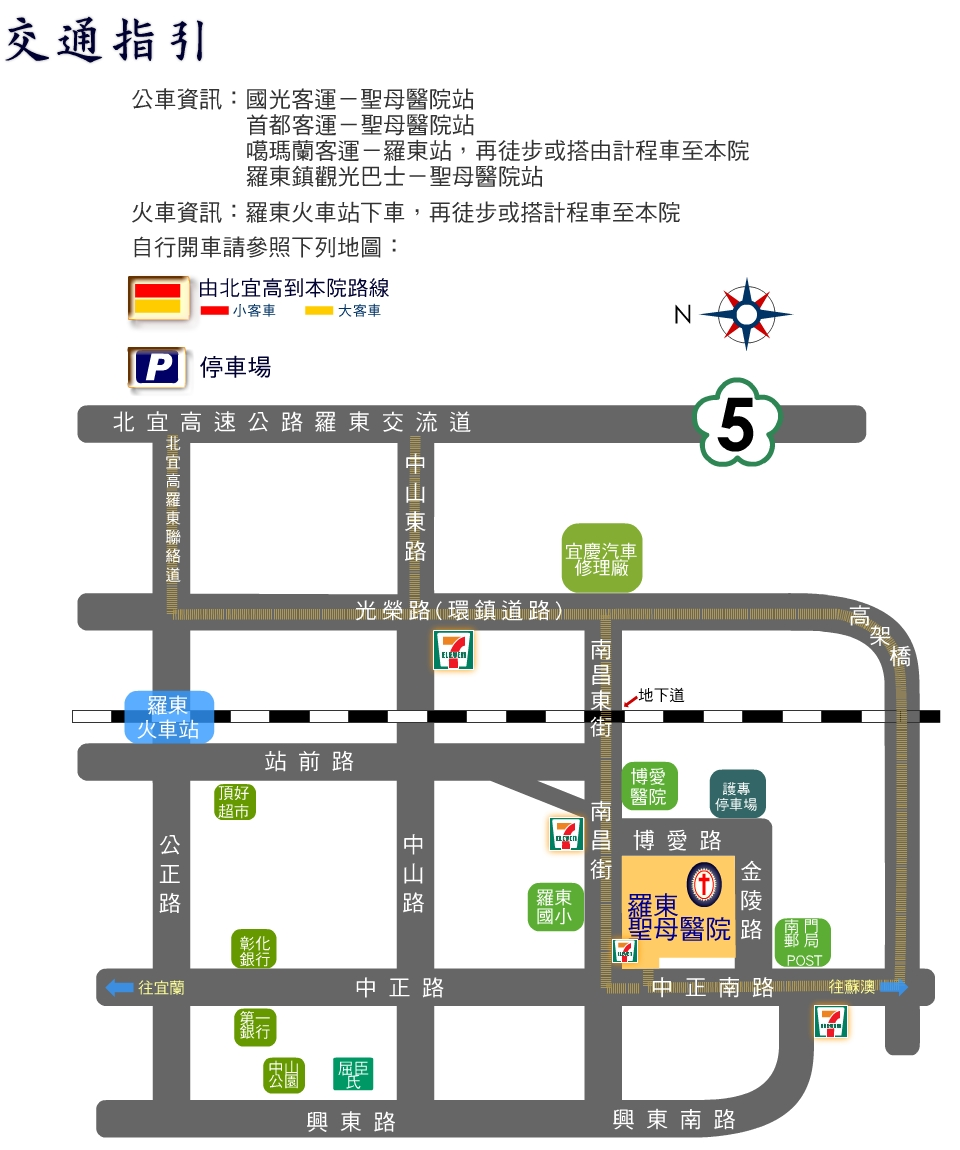 交通指引
公車資訊：國光客運－聖母醫院站
首都客運－聖母醫院站
噶瑪蘭客運－羅東站，再徒步或搭由計程車至本院
羅東鎮觀光巴士－聖母醫院站
火車資訊：羅東火車站下車，再徒步或搭計程車至本院
自行開車請參照下列地圖：
由北宜高到本院路線
小客車
大客車
N
P
停車場
北宜高速公路羅東交流道
5
北宜高羅東聯絡道
中山東路
宜慶汽車
修理廠
光榮路(環鎮道路)
高架橋
7
ELEVEN
南昌東街
地下道
羅東
火車站
站前路
頂好
超市
博愛
醫院
護專
停車場
公正路
中山路
7
ELEVEN
南昌街
博愛路
羅東
國小
羅東
聖母醫院
金陵路
7
ELEVEN
南門
郵局
POST
彰化
銀行
往宜蘭
中正路
中正南路
往蘇澳
第一
銀行
7
ELEVEN
中山
公園
屈臣
氏
興東路
興東南路